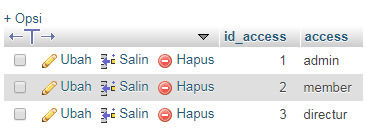 + Opsi
id_access access
Ubah Salin Hapus 1 admin
Ubah Salin Hapus 2 member
Ubah Salin Hapus 3 directur